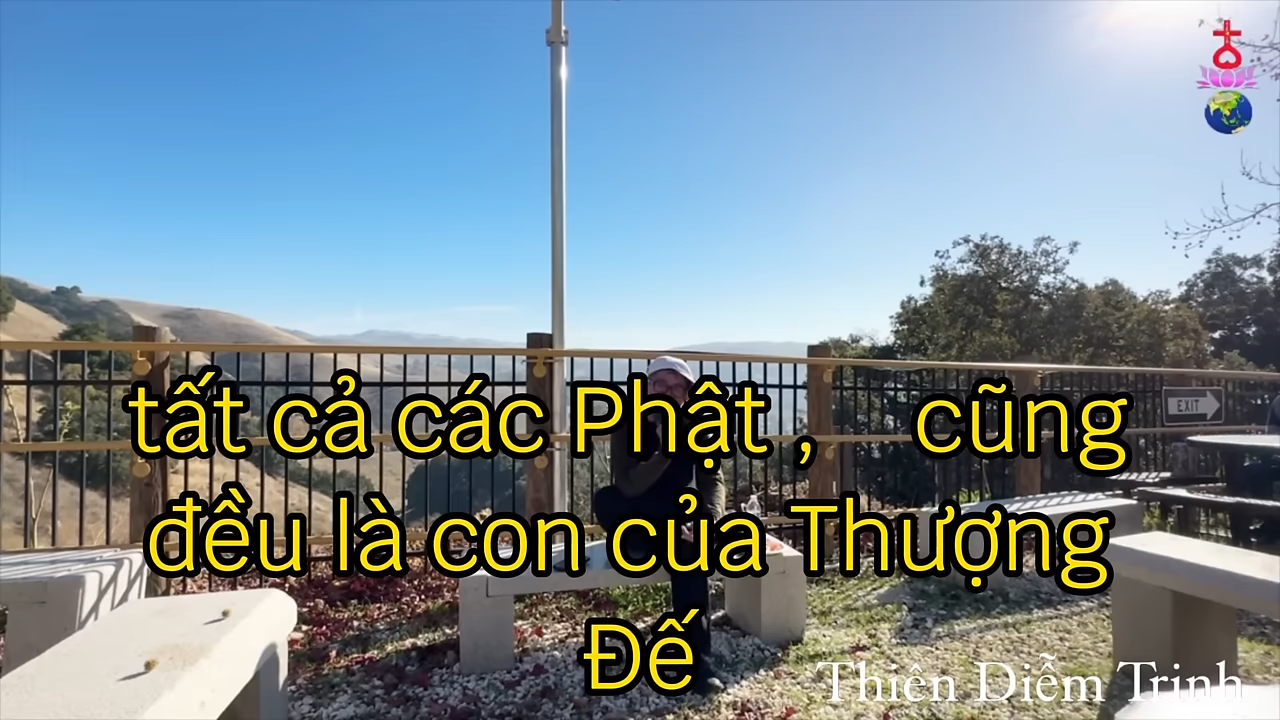 EXIT
tất cả các Phật , cũng
đều là con của Thượng
Đế
Thiên Diễm Trinh